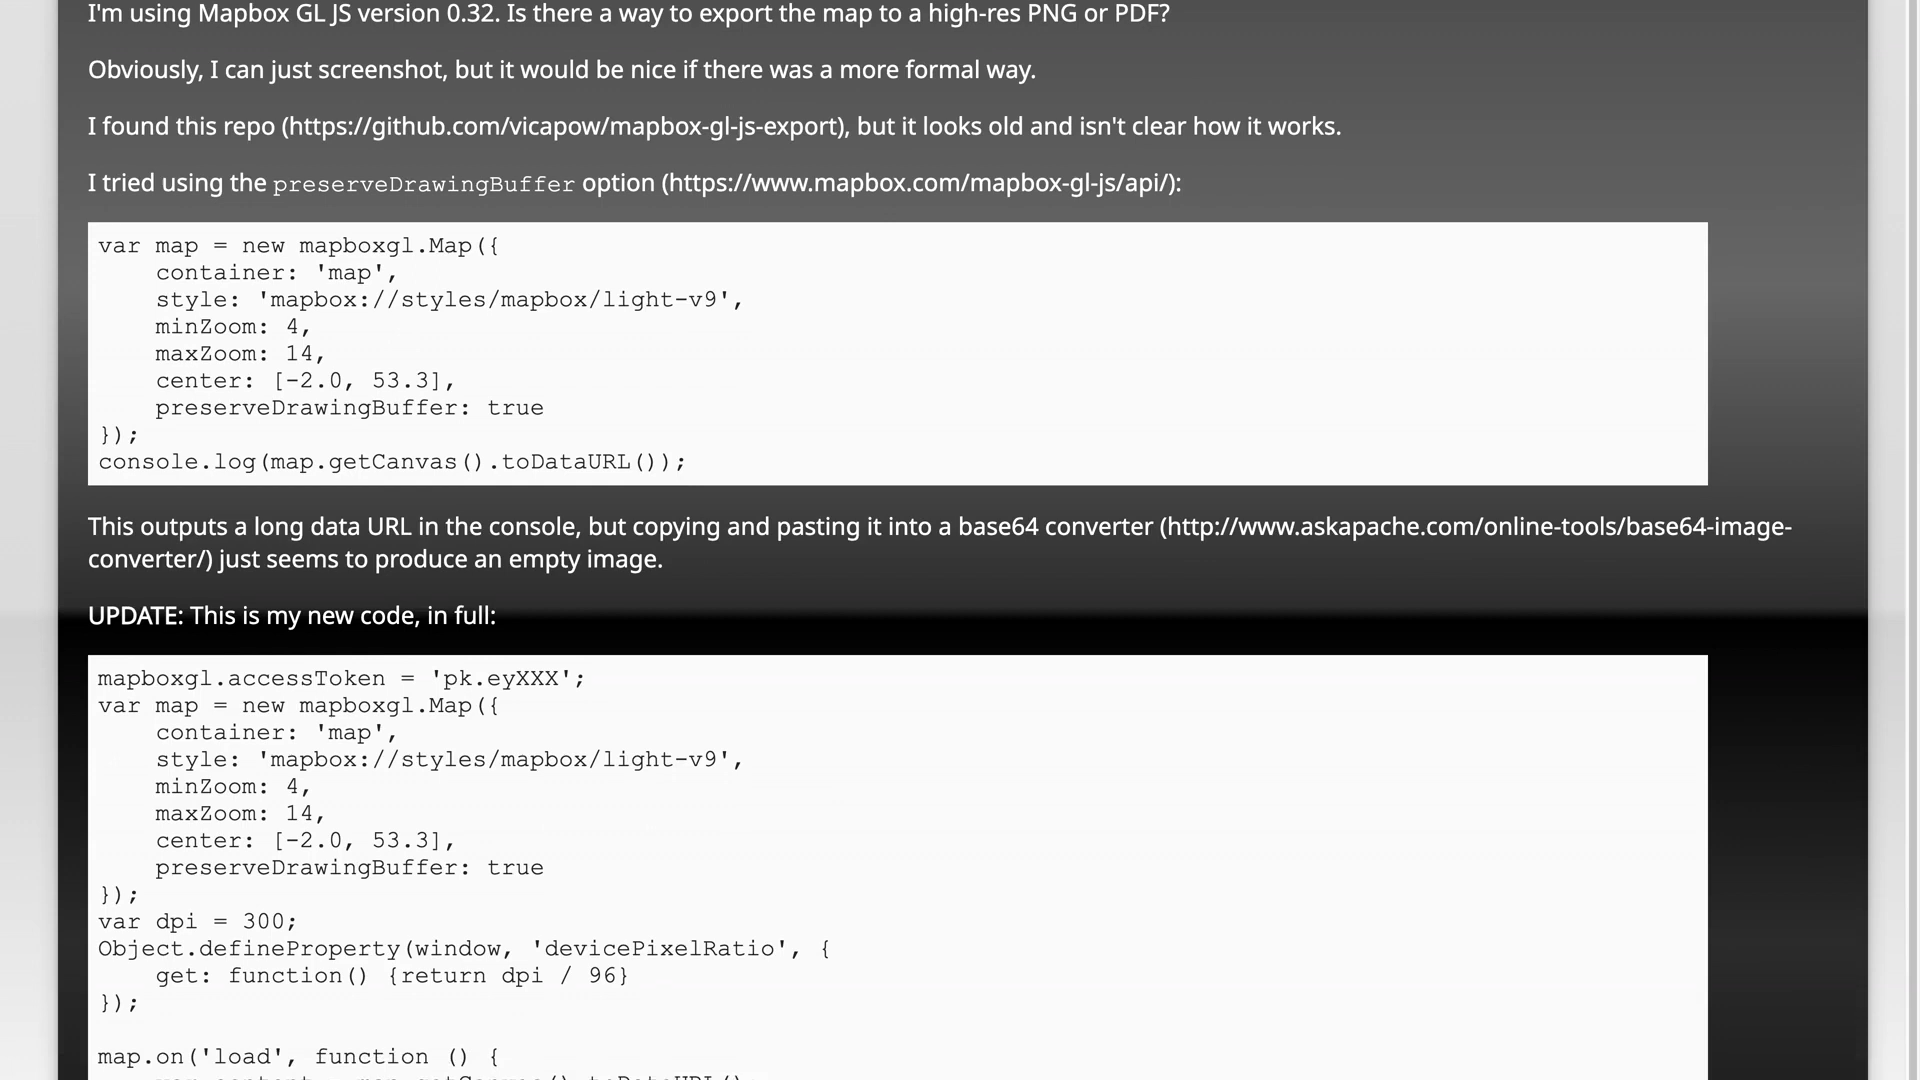 I'm using Mapbox GL JS version 0.32. Is there a way to export the map to a high-res PNG or PDF?
Obviously, I can just screenshot, but it would be nice if there was a more formal way.
I found this repo (https://github.com/vicapow/mapbox-gl-js-export), but it looks old and isn't clear how it works.
I tried using the preserveDrawingBuffer option (https://www.mapbox.com/mapbox-gl-js/api/):
var map = new mapboxgl.Map({
    container: 'map',
    style: 'mapbox://styles/mapbox/light-v9',
    minZoom: 4,
    maxZoom: 14,
    center: [-2.0, 53.3],
    preserveDrawingBuffer: true
});
console.log(map.getCanvas().toDataURL());
This outputs a long data URL in the console, but copying and pasting it into a base64 converter (http://www.askapache.com/online-tools/base64-image-
converter/) just seems to produce an empty image.
UPDATE: This is my new code, in full:
mapboxgl.accessToken = 'pk.eyXXX';
var map = new mapboxgl.Map({
    container: 'map',
    style: 'mapbox://styles/mapbox/light-v9',
    minZoom: 4,
    maxZoom: 14,
    center: [-2.0, 53.3],
    preserveDrawingBuffer: true
});
var dpi = 300;
Object.defineProperty(window, 'devicePixelRatio', {
    get: function() {return dpi / 96}
});
map.on('load', function () {
    var content = map.getCanvas().toDataURL();